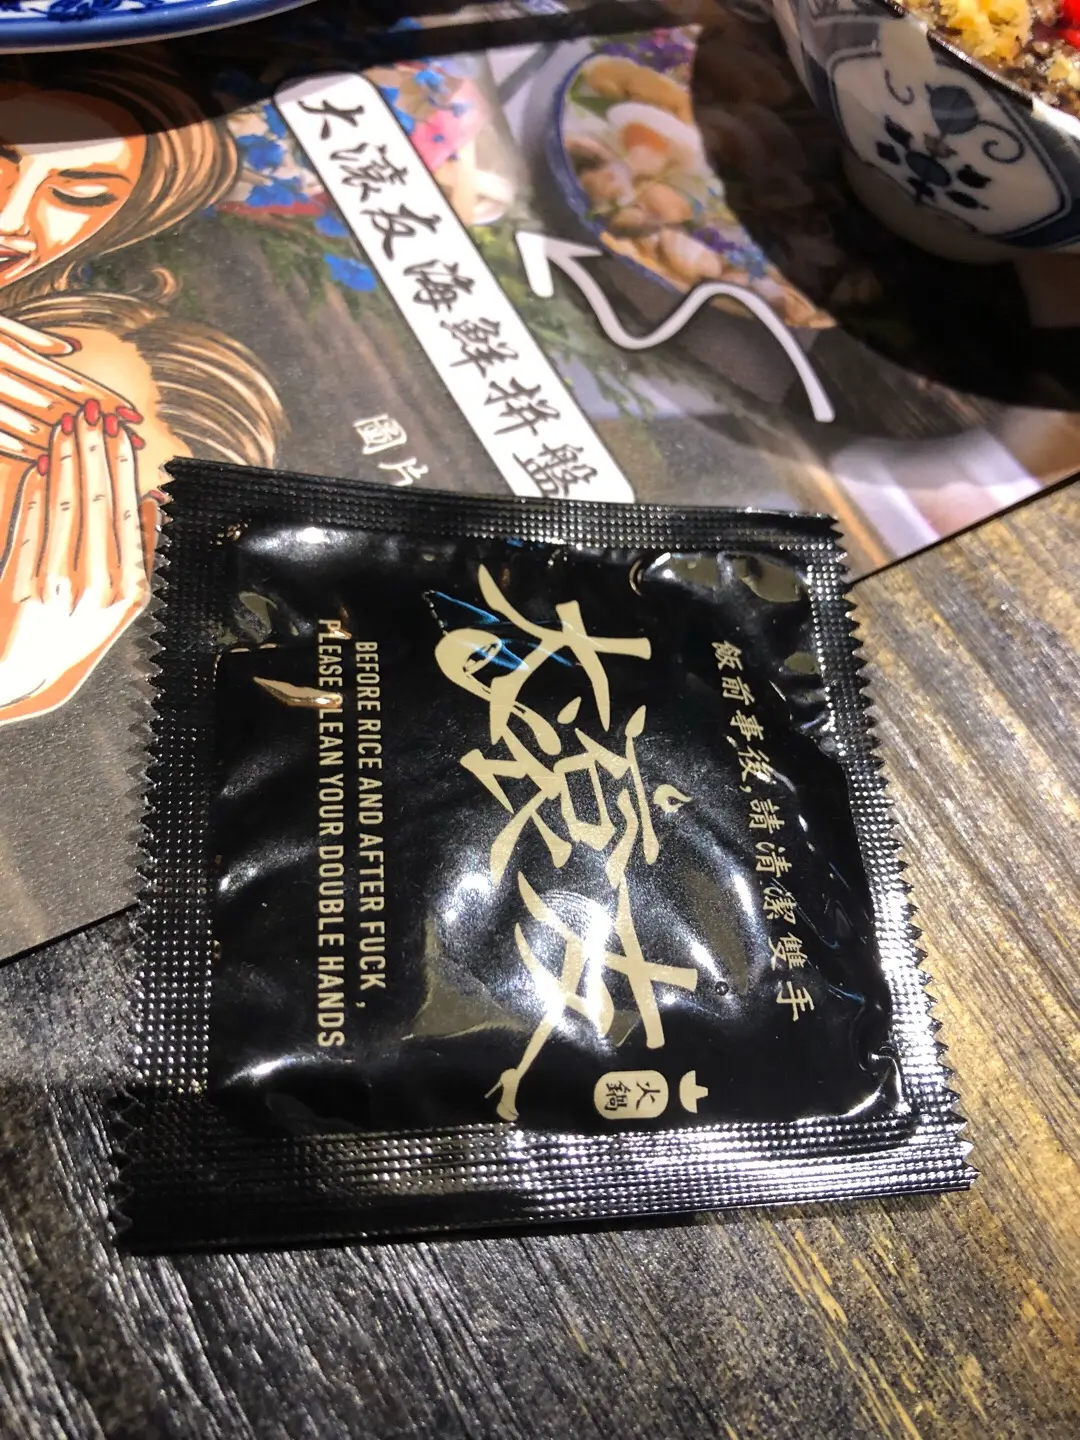 大滾友海鮮拼盤
圖片
飯前事後,請清潔雙手
大滾友
火鍋
BEFORE RICE AND AFTER FUCK ,
PLEASE CLEAN YOUR DOUBLE HANDS